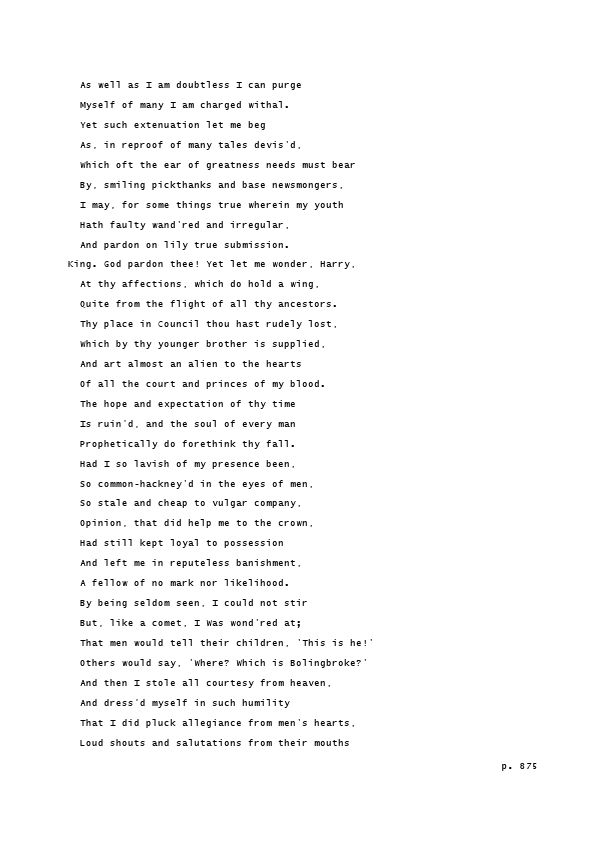 As well as I am doubtless I can purge
Myself of many I am charged withal.
Yet such extenuation let me beg
As, in reproof of many tales devis'd,
Which oft the ear of greatness needs must bear
By, smiling pickthanks and base newsmongers,
I may, for some things true wherein my youth
Hath faulty wand'red and irregular,
And pardon on lily true submission.
King. God pardon thee! Yet let me wonder, Harry,
At thy affections, which do hold a wing,
Quite from the flight of all thy ancestors.
Thy place in Council thou hast rudely lost,
Which by thy younger brother is supplied,
And art almost an alien to the hearts
Of all the court and princes of my blood.
The hope and expectation of thy time
Is ruin'd, and the soul of every man
Prophetically do forethink thy fall.
Had I so lavish of my presence been,
So common-hackney'd in the eyes of men,
So stale and cheap to vulgar company,
Opinion, that did help me to the crown,
Had still kept loyal to possession
And left me in reputeless banishment,
A fellow of no mark nor likelihood.
By being seldom seen, I could not stir
But, like a comet, I Was wond'red at;
That men would tell their children, 'This is he!'
Others would say, 'Where? Which is Bolingbroke?'
And then I stole all courtesy from heaven,
And dress'd myself in such humility
That I did pluck allegiance from men's hearts,
Loud shouts and salutations from their mouths
p. 875